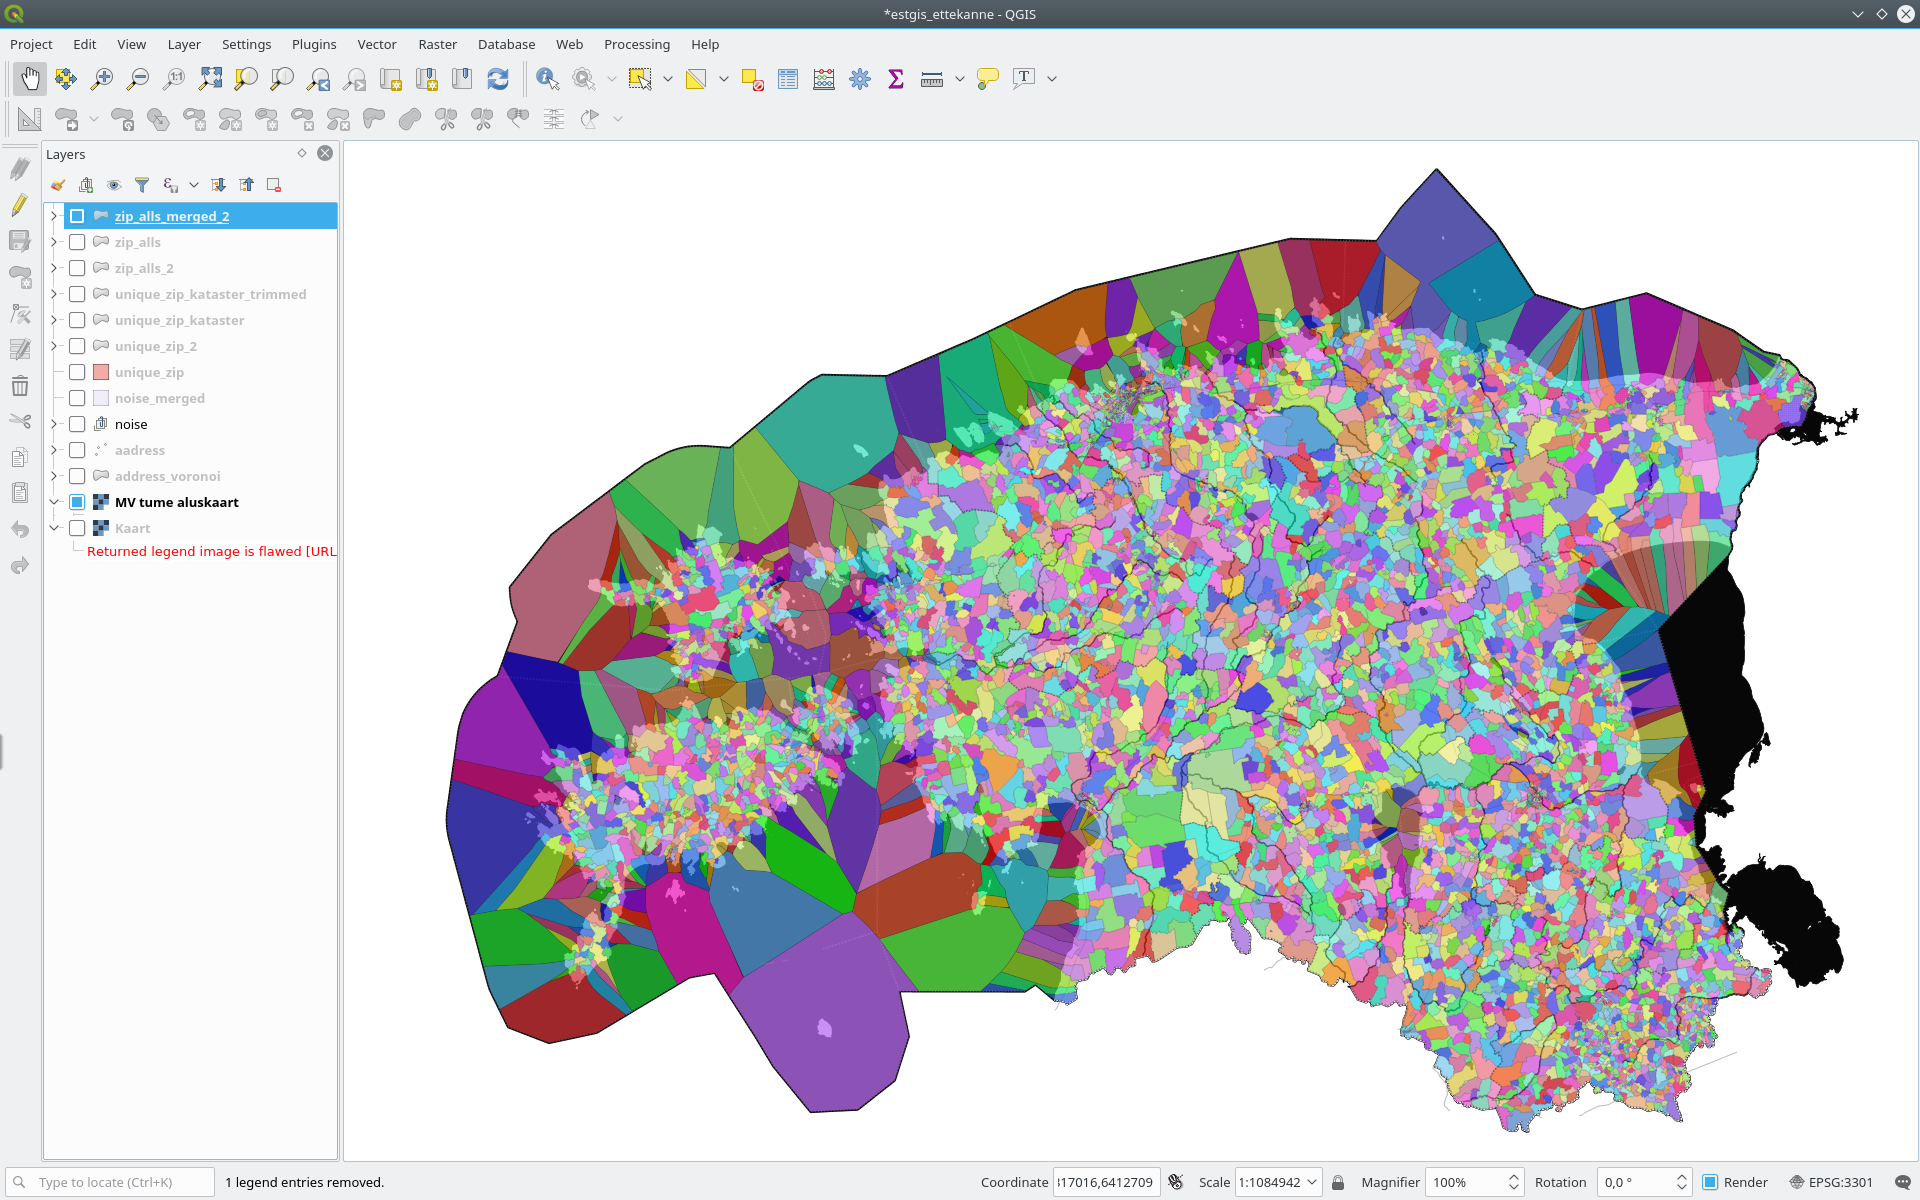 *estgis_ettekanne - QGIS
Project Edit View Layer Settings Plugins Vector Raster Database Web Processing Help
Layers
zip_alls_merged_2
zip_alls
zip_alls_2
unique_zip_kataster_trimmed
unique_zip_kataster
unique_zip_2
unique_zip
noise_merged
noise
aadress
address_voronoi
MV tume aluskaart
Kaart
Returned legend image is flawed [URL
Type to locate (Ctrl+K) 1 legend entries removed. Coordinate 317016,6412709 Scale 1:1084942 Magnifier 100% Rotation 0,0 ° Render EPSG:3301